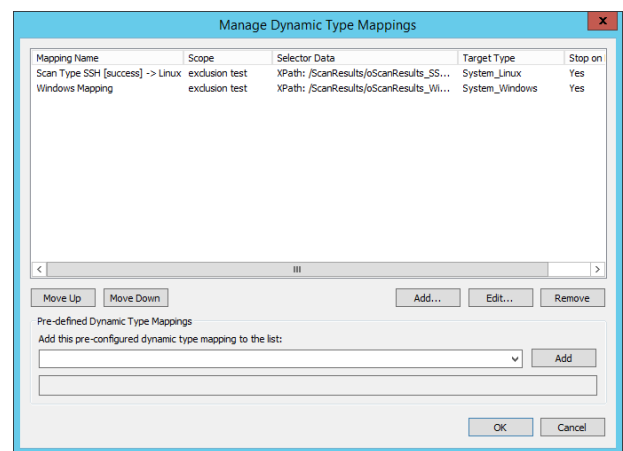 Manage Dynamic Type Mappings
x
Mapping Name Scope Selector Data Target Type Stop on
Scan Type SSH [success] -> Linux exclusion test XPath: /ScanResults/oScanResults_SS... System_Linux Yes
Windows Mapping exclusion test XPath: /ScanResults/oScanResults_Wi... System_Windows Yes
Move Up Move Down Add... Edit... Remove
Pre-defined Dynamic Type Mappings
Add this pre-configured dynamic type mapping to the list:
Add
OK Cancel